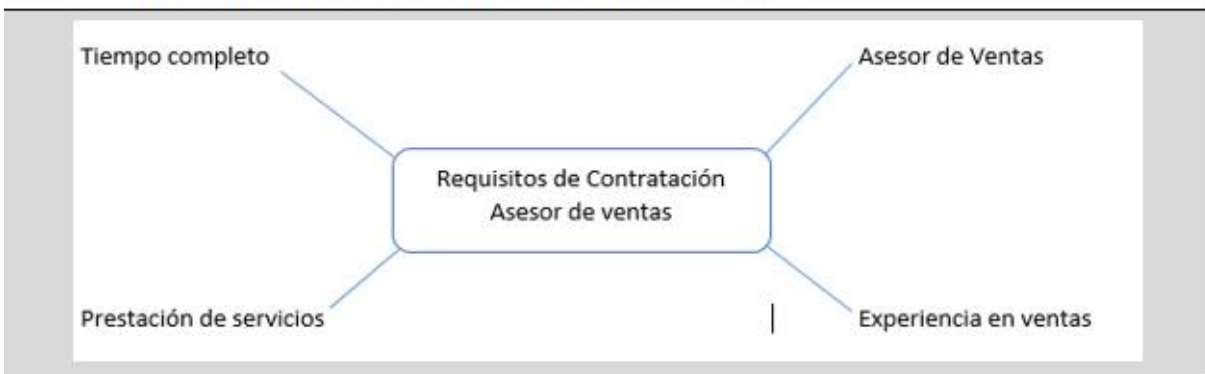 Tiempo completo
Asesor de Ventas
Requisitos de Contratación
Asesor de ventas
Prestación de servicios
Experiencia en ventas